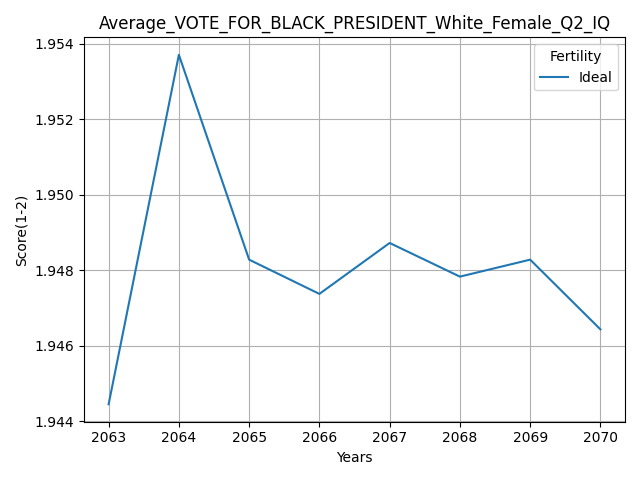 Average_VOTE_FOR_BLACK_PRESIDENT_White_Female_Q2_IQ
Fertility
Ideal
1.954
1.952
1.950
1.948
1.946
1.944
Score(1-2)
2063 2064 2065 2066 2067 2068 2069 2070
Years